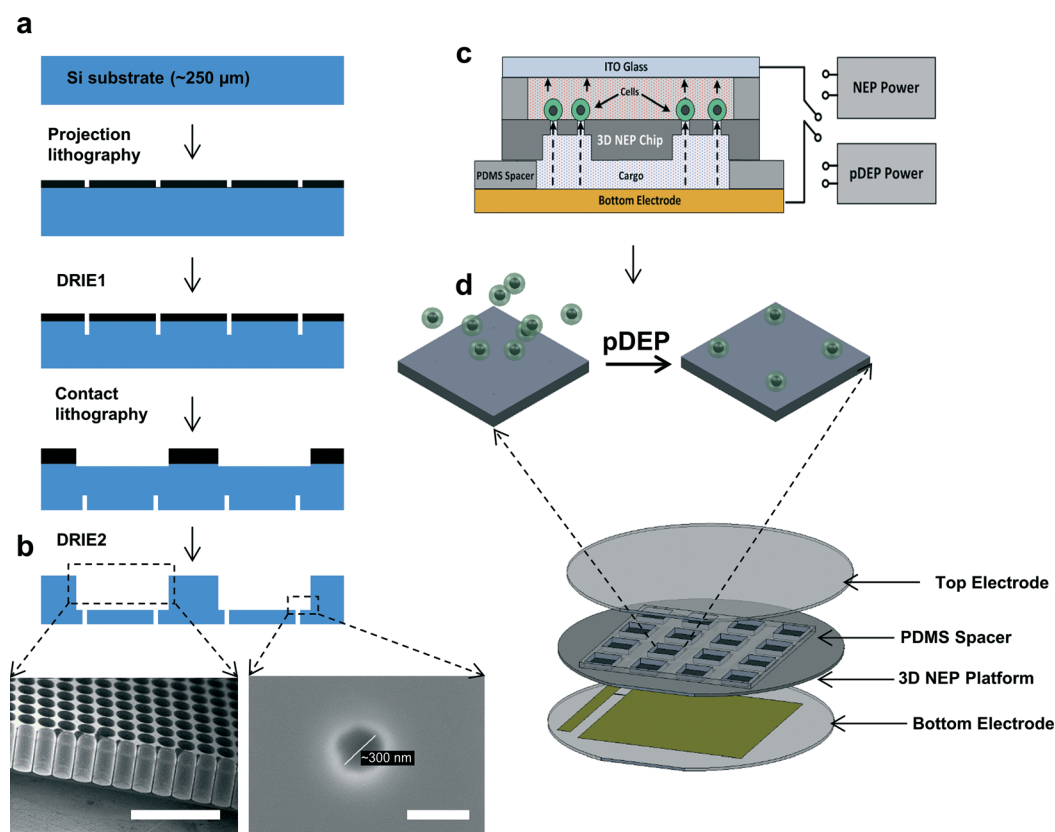 a
Si substrate (~250 µm)
Projection
lithography
DRIE1
Contact
lithography
DRIE2
b
~300 nm
c
ITO Glass
Cells
3D NEP Chip
PDMS Spacer
Cargo
Bottom Electrode
NEP Power
pDEP Power
d
pDEP
Top Electrode
PDMS Spacer
3D NEP Platform
Bottom Electrode